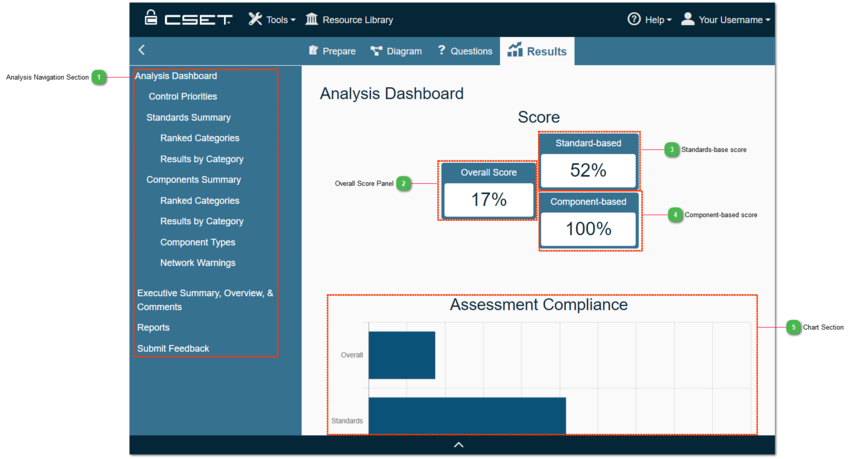 CSET
Tools
Resource Library
Help
Your Username
Prepare
Diagram
? Questions
Results
Analysis Navigation Section
1
Analysis Dashboard
Control Priorities
Standards Summary
Ranked Categories
Results by Category
Components Summary
Ranked Categories
Results by Category
Component Types
Network Warnings
Executive Summary, Overview, &
Comments
Reports
Submit Feedback
Analysis Dashboard
Score
Overall Score Panel
2
Overall Score
17%
Standard-based
52%
3
Standards-base score
Component-based
100%
4
Component-based score
Assessment Compliance
Overall
Standards
5
Chart Section